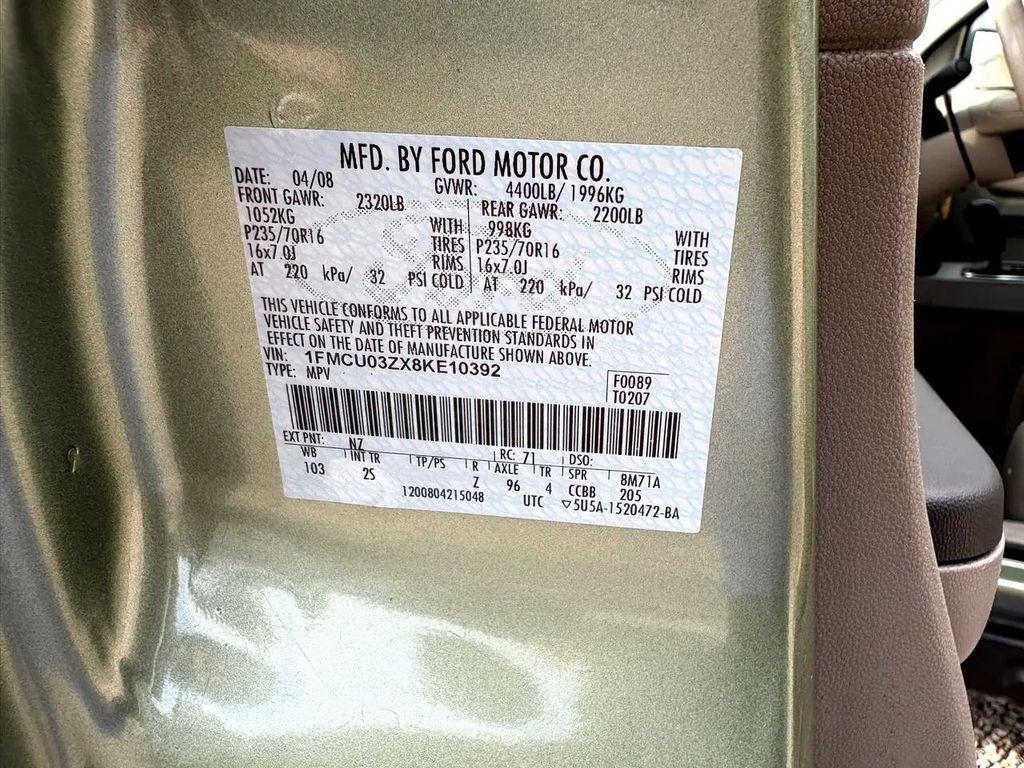 MFD. BY FORD MOTOR CO.
DATE: 04/08 GVWR: 4400LB/ 1996KG
FRONT GAWR: 2320LB REAR GAWR: 2200LB
1052KG WITH 998KG WITH
P235/70R16 TIRES P235/70R16 TIRES
16x7.0J RIMS 16x7.0J RIMS
AT 220 kPa/ 32 PSI COLD AT 220 kPa/ 32 PSI COLD
THIS VEHICLE CONFORMS TO ALL APPLICABLE FEDERAL MOTOR
VEHICLE SAFETY AND THEFT PREVENTION STANDARDS IN
EFFECT ON THE DATE OF MANUFACTURE SHOWN ABOVE.
VIN: 1FMCU03ZX8KE10392
TYPE: MPV
F0089
T0207
EXT PNT: NZ RC: 71 DSO:
WB INT TR TP/PS R AXLE TR SPR 8M71A
103 2S Z 96 4 CCBB 205
1200804215048 UTC ▽5U5A-1520472-BA